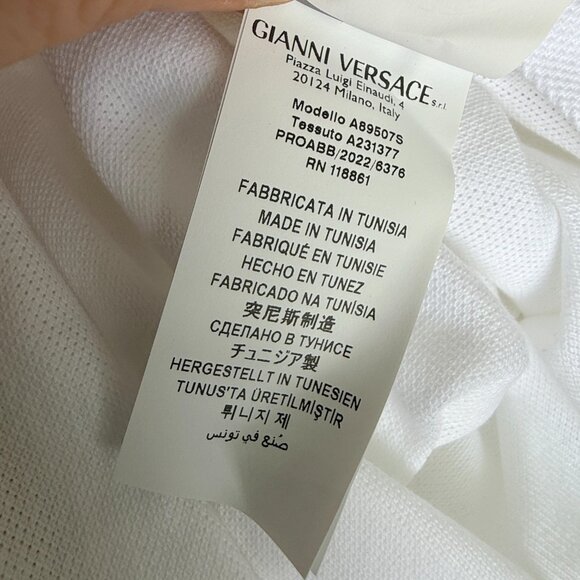 GIANNI VERSACE s.r.l.
Piazza Luigi Einaudi, 4
20124 Milano, Italy
Modello A89507S
Tessuto A231377
PROABB/2022/6376
RN 118861
FABBRICATA IN TUNISIA
MADE IN TUNISIA
FABRIQUÉ EN TUNISIE
HECHO EN TUNEZ
FABRICADO NA TUNÍSIA
突尼斯制造
СДЕЛАНО В ТУНИСЕ
チュニジア製
HERGESTELLT IN TUNESIEN
TUNUS'TA ÜRETİLMİŞTİR
튀니지 제
صُنع في تونس